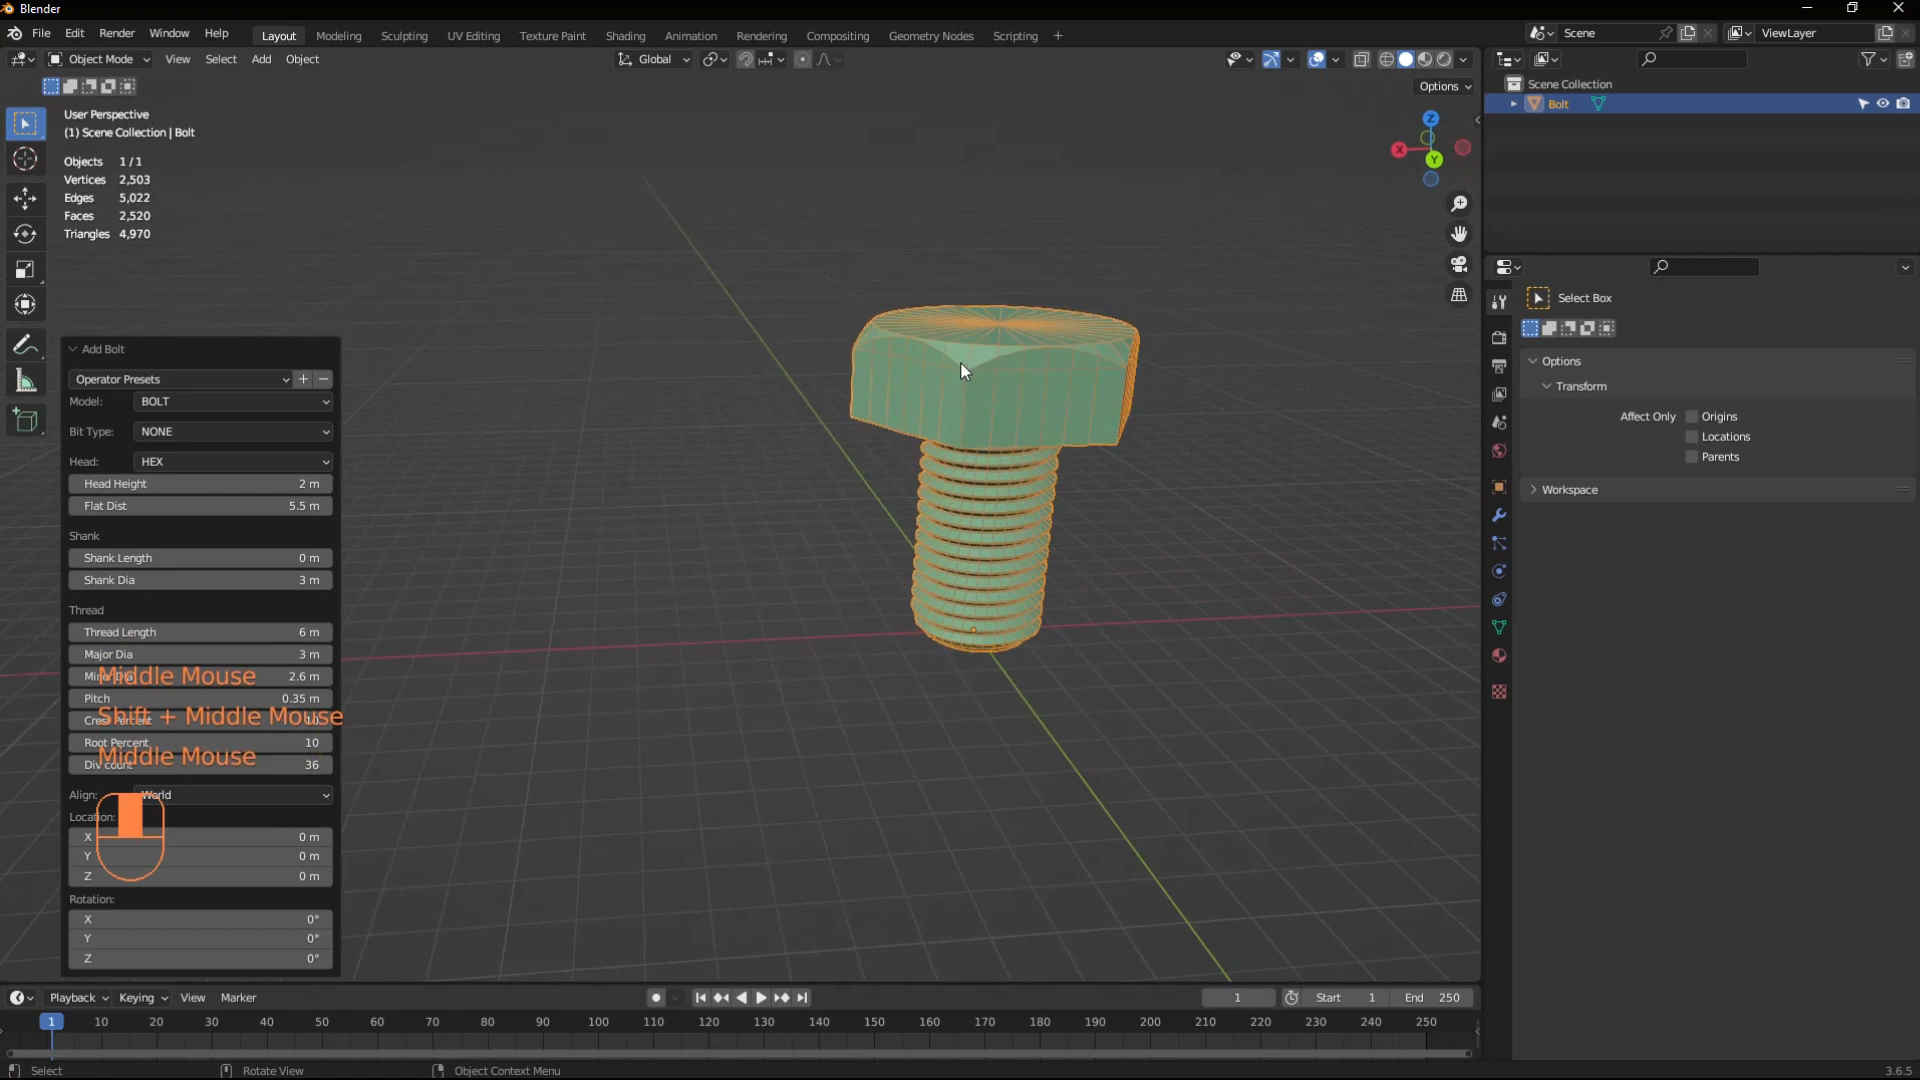 Blender
File Edit Render Window Help
Layout Modeling Sculpting UV Editing Texture Paint Shading Animation Rendering Compositing Geometry Nodes Scripting +
Scene
ViewLayer
Object Mode View Select Add Object
Global
Options
User Perspective
(1) Scene Collection | Bolt
Objects 1/1
Vertices 2,503
Edges 5,022
Faces 2,520
Triangles 4,970
Z
X
Y
Scene Collection
Bolt
Select Box
Options
Transform
Affect Only Origins
Locations
Parents
Workspace
Add Bolt
Operator Presets
Model: BOLT
Bit Type: NONE
Head: HEX
Head Height 2 m
Flat Dist 5.5 m
Shank
Shank Length 0 m
Shank Dia 3 m
Thread
Thread Length 6 m
Major Dia 3 m
Minor Dia 2.6 m
Middle Mouse
Pitch 0.35 m
Crest Percent 10
Shift + Middle Mouse
Root Percent 10
Middle Mouse
Div count 36
Align: World
Location:
X 0 m
Y 0 m
Z 0 m
Rotation:
X 0°
Y 0°
Z 0°
Playback Keying View Marker
1
Start 1
End 250
1 10 20 30 40 50 60 70 80 90 100 110 120 130 140 150 160 170 180 190 200 210 220 230 240 250
Select
Rotate View
Object Context Menu
3.6.5